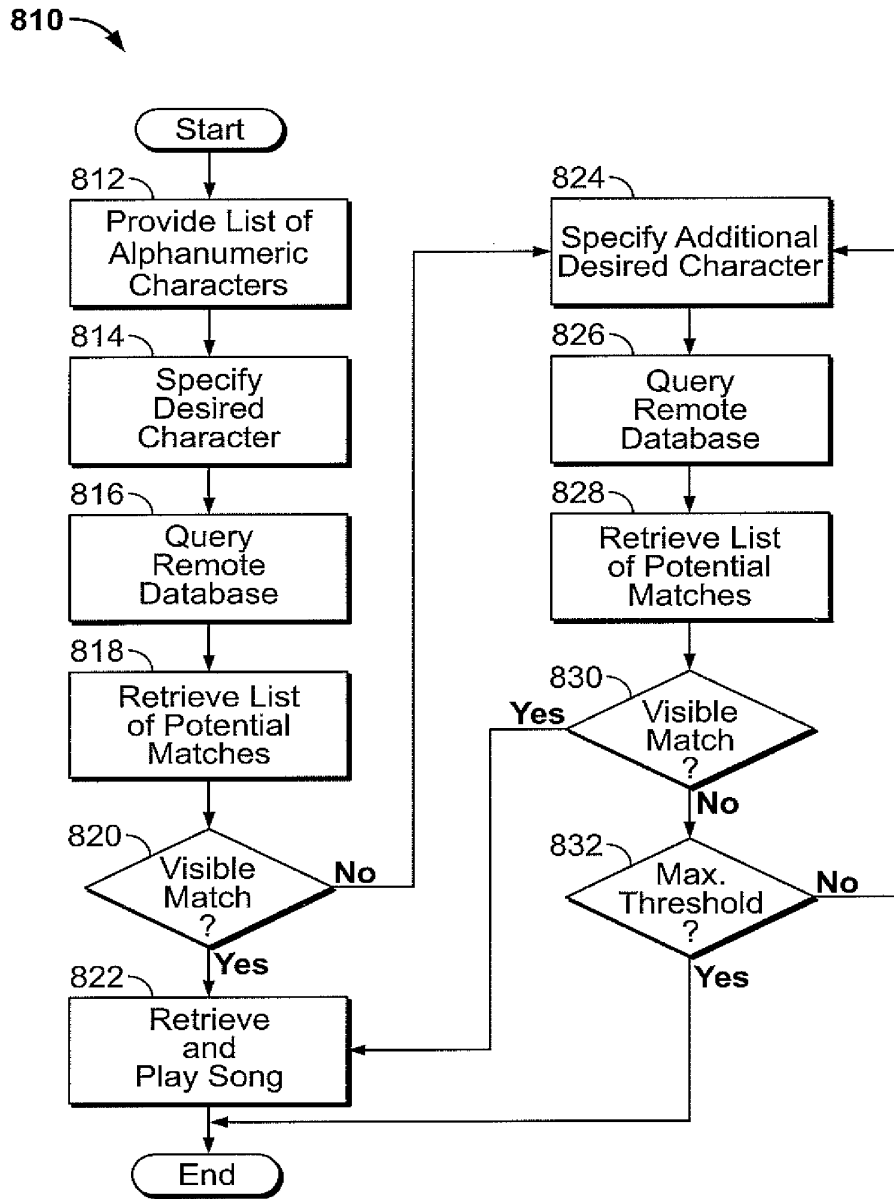 810
Start
812
Provide List of
Alphanumeric
Characters
814
Specify
Desired
Character
816
Query
Remote
Database
818
Retrieve List
of Potential
Matches
820
Visible
Match
?
No
Yes
822
Retrieve
and
Play Song
End
824
Specify Additional
Desired Character
826
Query
Remote
Database
828
Retrieve List
of Potential
Matches
830
Yes
Visible
Match
?
No
832
Max.
Threshold
?
No
Yes